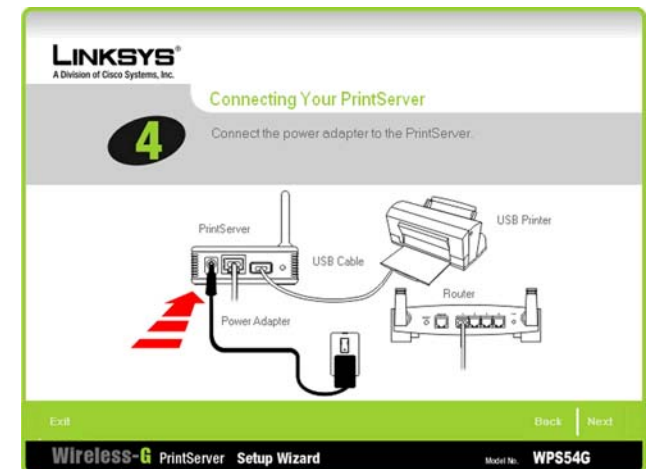 LINKSYS®
A Division of Cisco Systems, Inc.
Connecting Your PrintServer
4
Connect the power adapter to the PrintServer.
PrintServer
USB Printer
USB Cable
Router
Power Adapter
Exit
Back
Next
Wireless-G PrintServer Setup Wizard
Model No. WPS54G